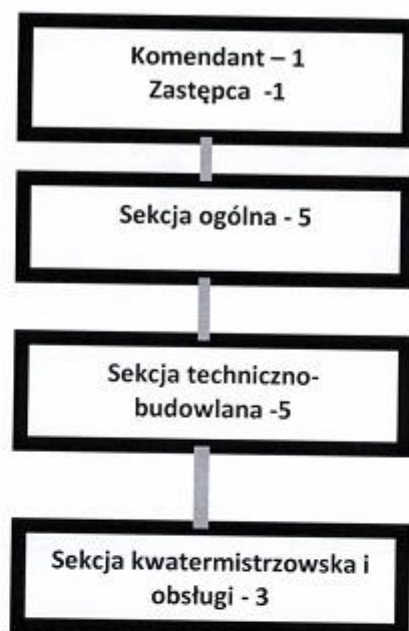 Komendant – 1
Zastępca -1
Sekcja ogólna - 5
Sekcja techniczno-
budowlana -5
Sekcja kwatermistrzowska i
obsługi - 3